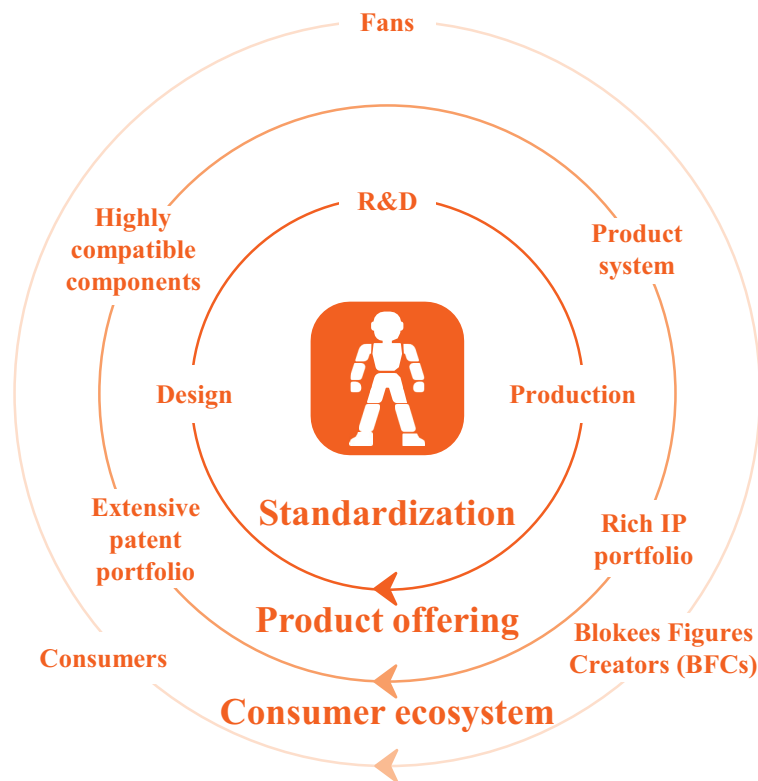 Fans
R&D
Highly
compatible
components
Product
system
Design
Production
Standardization
Extensive
patent
portfolio
Rich IP
portfolio
Product offering
Consumers
Blokees Figures
Creators (BFCs)
Consumer ecosystem